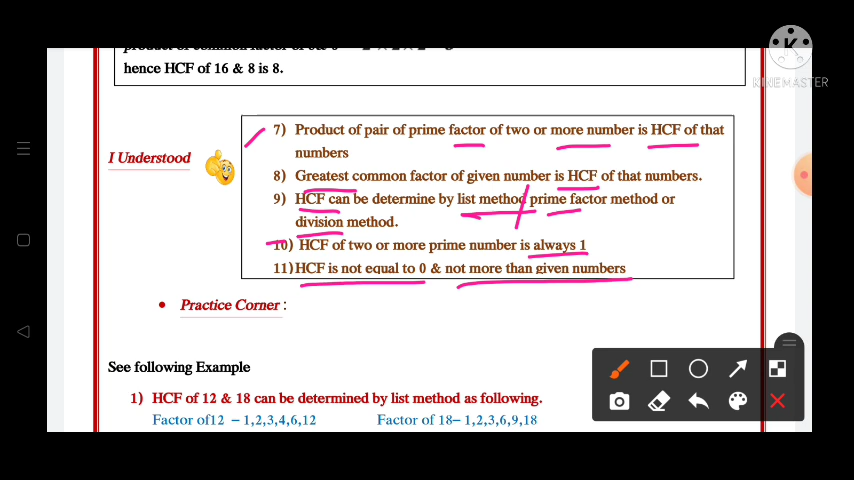 hence HCF of 16 & 8 is 8.
KINEMASTER
I Understood
7) Product of pair of prime factor of two or more number is HCF of that
numbers
8) Greatest common factor of given number is HCF of that numbers.
9) HCF can be determine by list method prime factor method or
division method.
10) HCF of two or more prime number is always 1
11)HCF is not equal to 0 & not more than given numbers
• Practice Corner :
See following Example
1) HCF of 12 & 18 can be determined by list method as following.
Factor of12 – 1,2,3,4,6,12 Factor of 18– 1,2,3,6,9,18